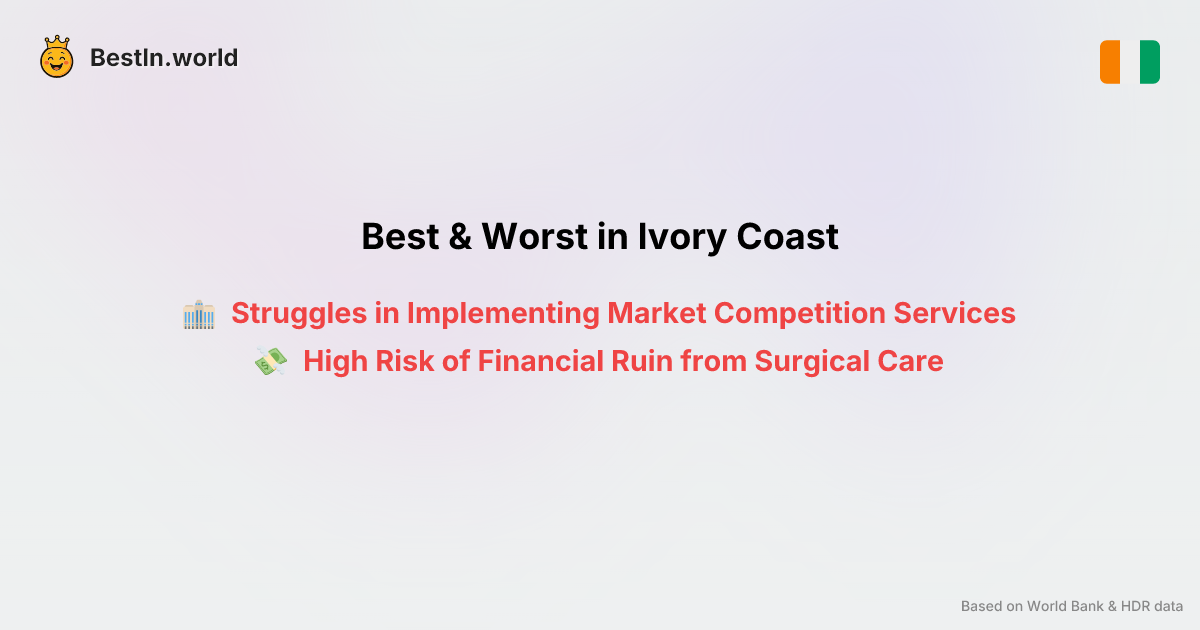 BestIn.world
Best & Worst in Ivory Coast
Struggles in Implementing Market Competition Services
High Risk of Financial Ruin from Surgical Care
Based on World Bank & HDR data